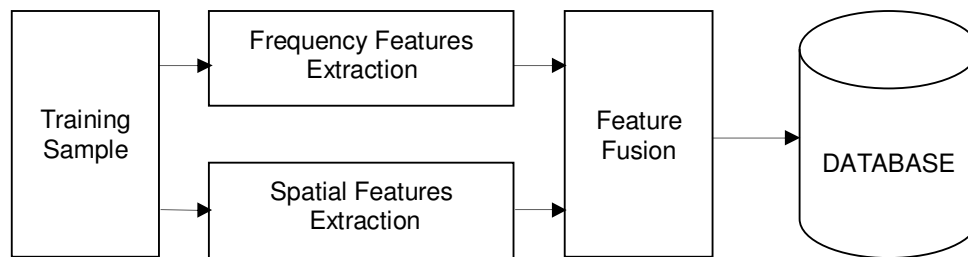 Frequency Features
Extraction
Training
Sample
Feature
Fusion
DATABASE
Spatial Features
Extraction